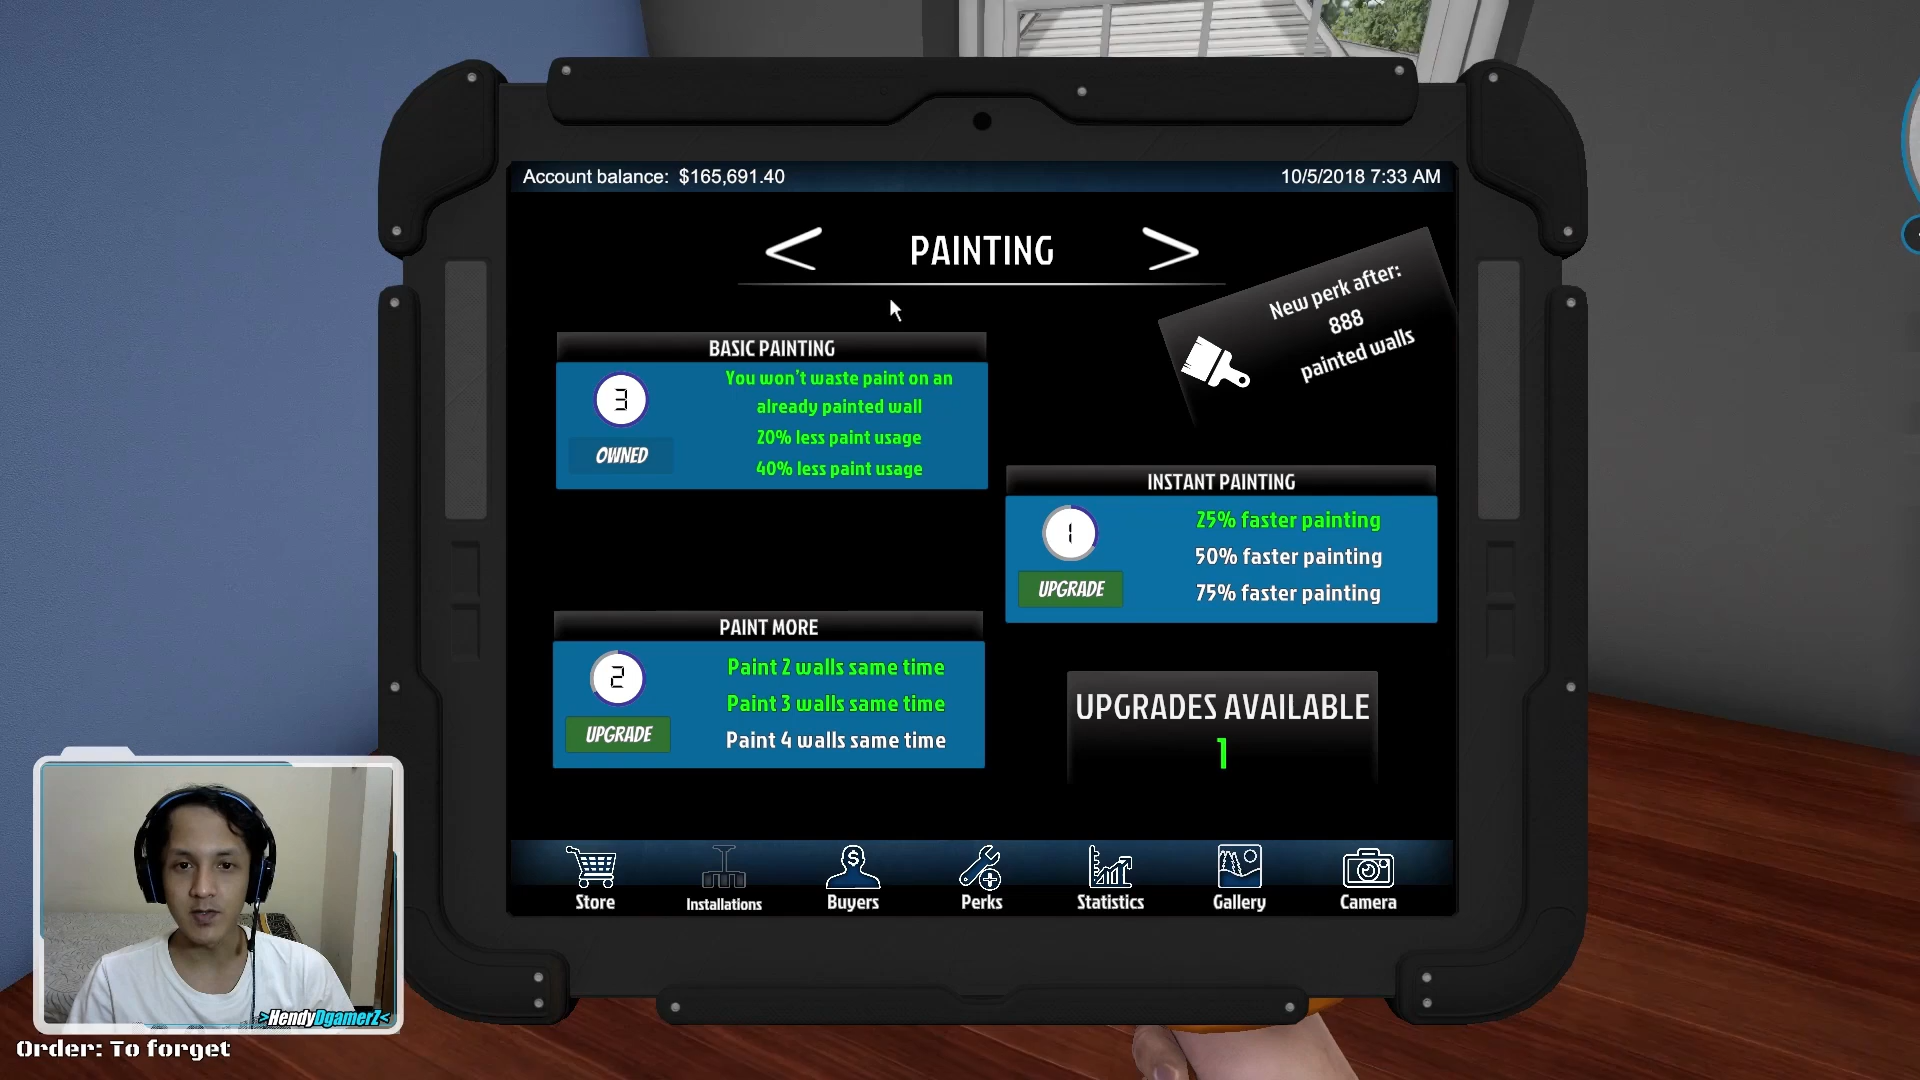 Account balance: $165,691.40
10/5/2018 7:33 AM
PAINTING
New perk after:
888
painted walls
BASIC PAINTING
3
OWNED
You won't waste paint on an
already painted wall
20% less paint usage
40% less paint usage
INSTANT PAINTING
1
UPGRADE
25% faster painting
50% faster painting
75% faster painting
PAINT MORE
2
UPGRADE
Paint 2 walls same time
Paint 3 walls same time
Paint 4 walls same time
UPGRADES AVAILABLE
1
Store
Installations
Buyers
Perks
Statistics
Gallery
Camera
>HendyDgamerZ<
Order: To forget